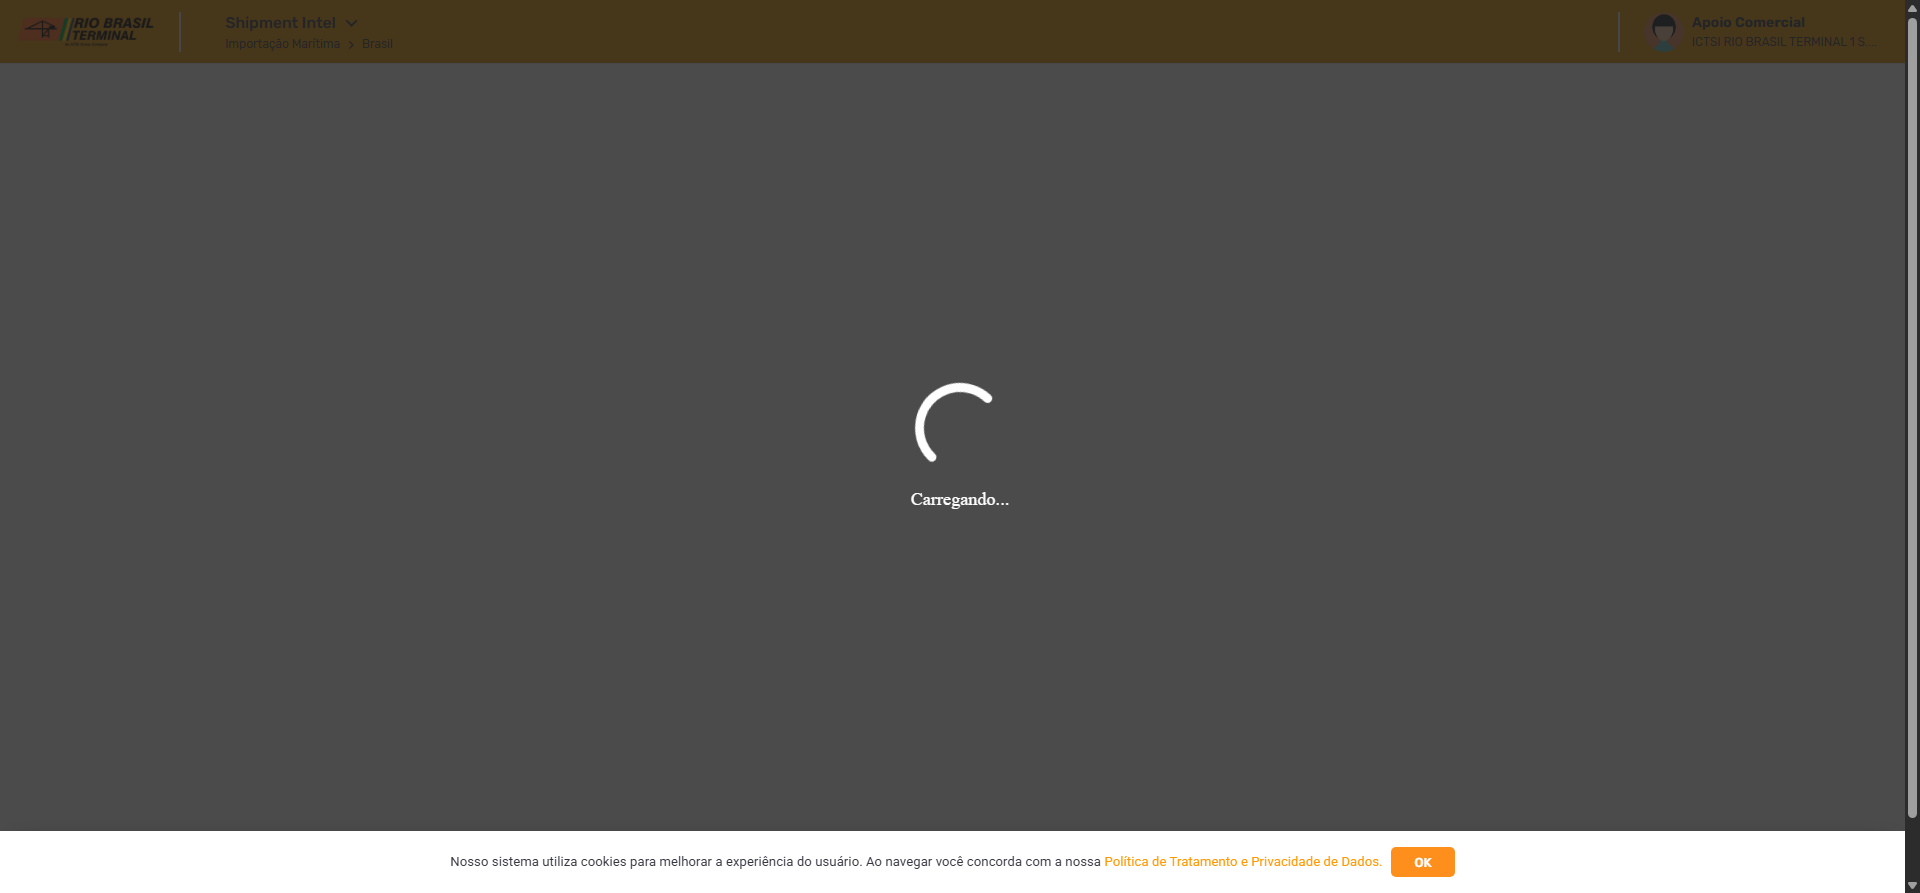 RIO BRASIL
TERMINAL
Shipment Intel
Importação Marítima > Brasil
Apoio Comercial
ICTSI RIO BRASIL TERMINAL 1 S...
Carregando...
Nosso sistema utiliza cookies para melhorar a experiência do usuário. Ao navegar você concorda com a nossa Política de Tratamento e Privacidade de Dados.
OK